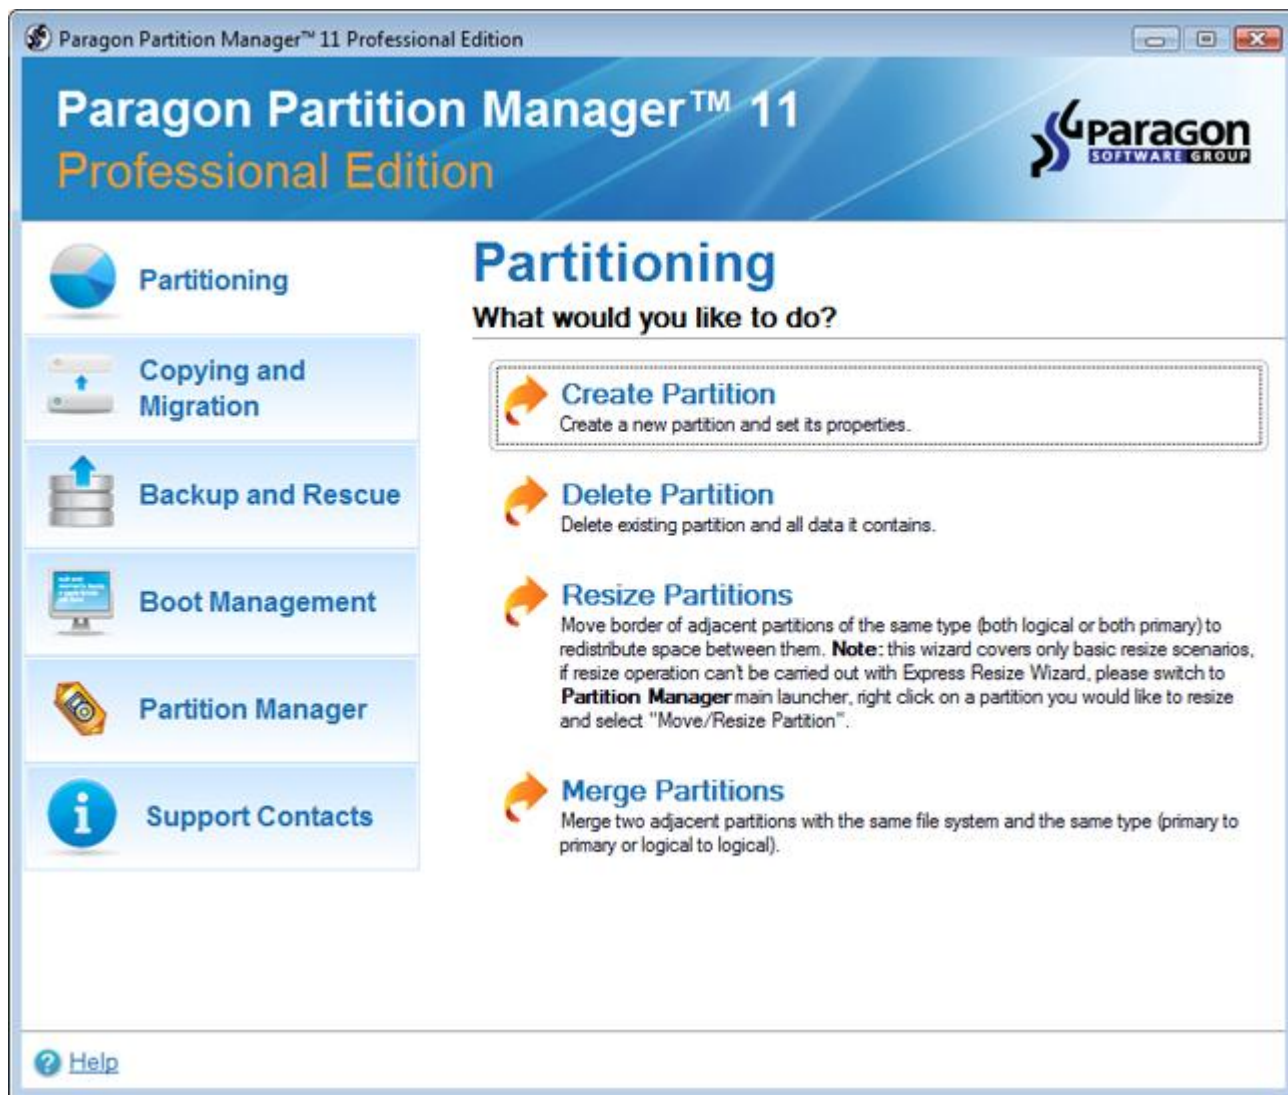 Paragon Partition Manager™ 11 Professional Edition
Paragon Partition Manager™ 11
Professional Edition
Paragon
SOFTWARE GROUP
Partitioning
Copying and
Migration
Backup and Rescue
Boot Management
Partition Manager
Support Contacts
Partitioning
What would you like to do?
Create Partition
Create a new partition and set its properties.
Delete Partition
Delete existing partition and all data it contains.
Resize Partitions
Move border of adjacent partitions of the same type (both logical or both primary) to
redistribute space between them. Note: this wizard covers only basic resize scenarios,
if resize operation can't be carried out with Express Resize Wizard, please switch to
Partition Manager main launcher, right click on a partition you would like to resize
and select "Move/Resize Partition".
Merge Partitions
Merge two adjacent partitions with the same file system and the same type (primary to
primary or logical to logical).
Help